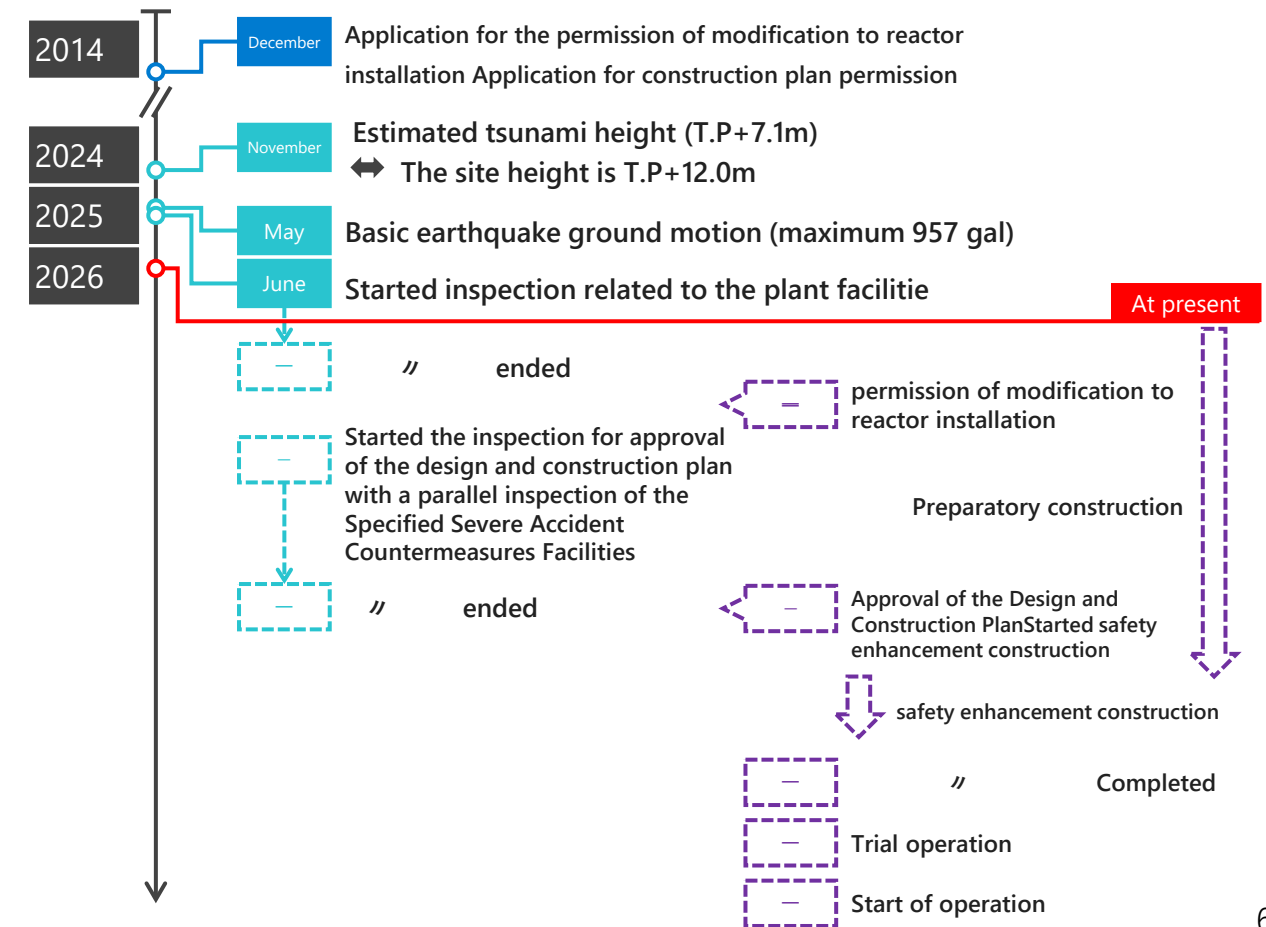 2014
December
Application for the permission of modification to reactor
installation Application for construction plan permission
2024
November
Estimated tsunami height (T.P+7.1m)
⬌ The site height is T.P+12.0m
2025
May
Basic earthquake ground motion (maximum 957 gal)
2026
June
Started inspection related to the plant facilitie
At present
―
〃 ended
―
permission of modification to
reactor installation
―
Started the inspection for approval
of the design and construction plan
with a parallel inspection of the
Specified Severe Accident
Countermeasures Facilities
Preparatory construction
―
〃 ended
―
Approval of the Design and
Construction PlanStarted safety
enhancement construction
safety enhancement construction
―
〃 Completed
―
Trial operation
―
Start of operation
6